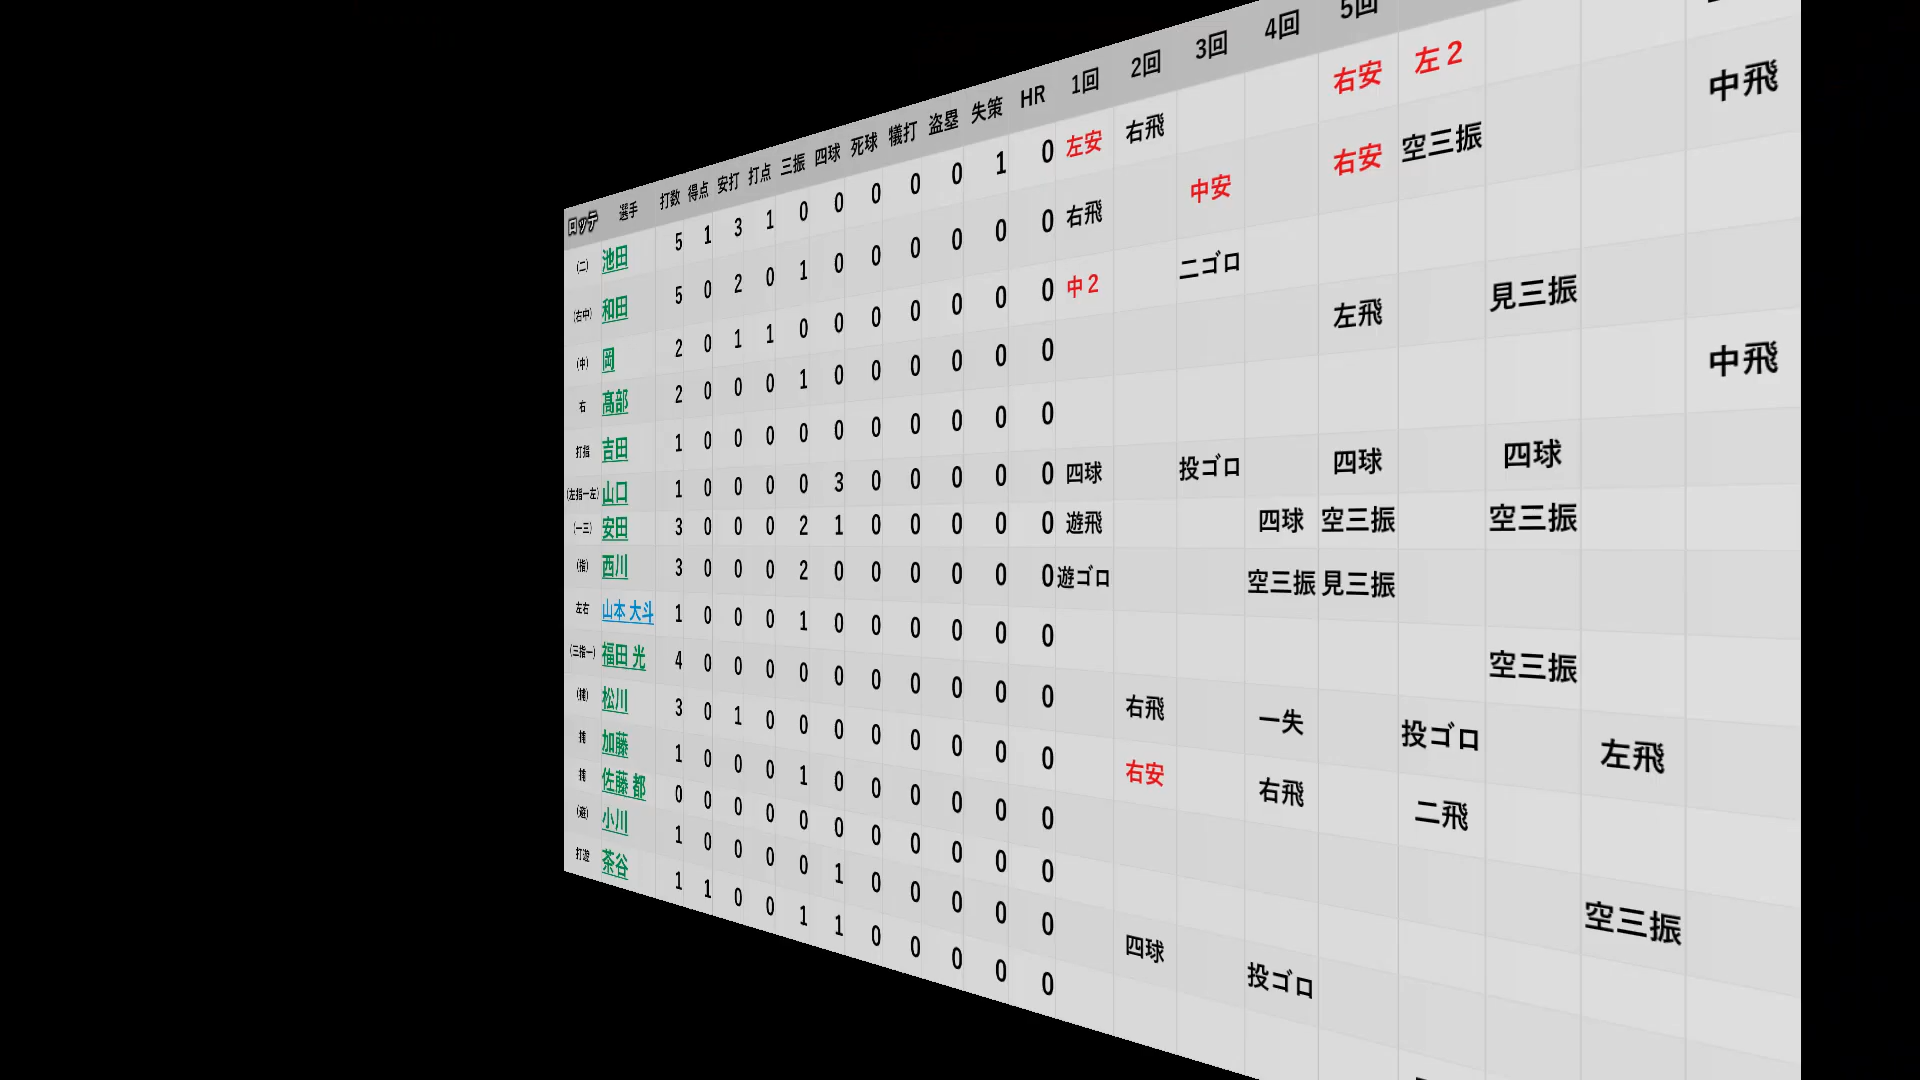 ロッテ 選手 打数 得点 安打 打点 三振 四球 死球 犠打 盗塁 失策 HR 1回 2回 3回 4回 5回
(二) 池田 5 1 3 1 0 0 0 0 0 1 0 左安 右飛 右安 左２
(右中) 和田 5 0 2 0 1 0 0 0 0 0 0 右飛 中安 右安 空三振 中飛
(中) 岡 2 0 1 1 0 0 0 0 0 0 0 中２ 二ゴロ
右 髙部 2 0 0 0 1 0 0 0 0 0 0 左飛 見三振
打指 吉田 1 0 0 0 0 0 0 0 0 0 0 中飛
(左指一左) 山口 1 0 0 0 0 3 0 0 0 0 0 四球 投ゴロ 四球 四球
(一三) 安田 3 0 0 0 2 1 0 0 0 0 0 遊飛 四球 空三振 空三振
(指) 西川 3 0 0 0 2 0 0 0 0 0 0 遊ゴロ 空三振 見三振
左右 山本 大斗 1 0 0 0 1 0 0 0 0 0 0 空三振
(三指一) 福田 光 4 0 0 0 0 0 0 0 0 0 0 右飛 一失 投ゴロ 左飛
(捕) 松川 3 0 1 0 0 0 0 0 0 0 0 右安 右飛 二飛
捕 加藤 1 0 0 0 1 0 0 0 0 0 0 空三振
捕 佐藤 都 0 0 0 0 0 0 0 0 0 0 0
(遊) 小川 1 0 0 0 0 1 0 0 0 0 0 四球 投ゴロ
打遊 茶谷 1 1 0 0 1 1 0 0 0 0 0